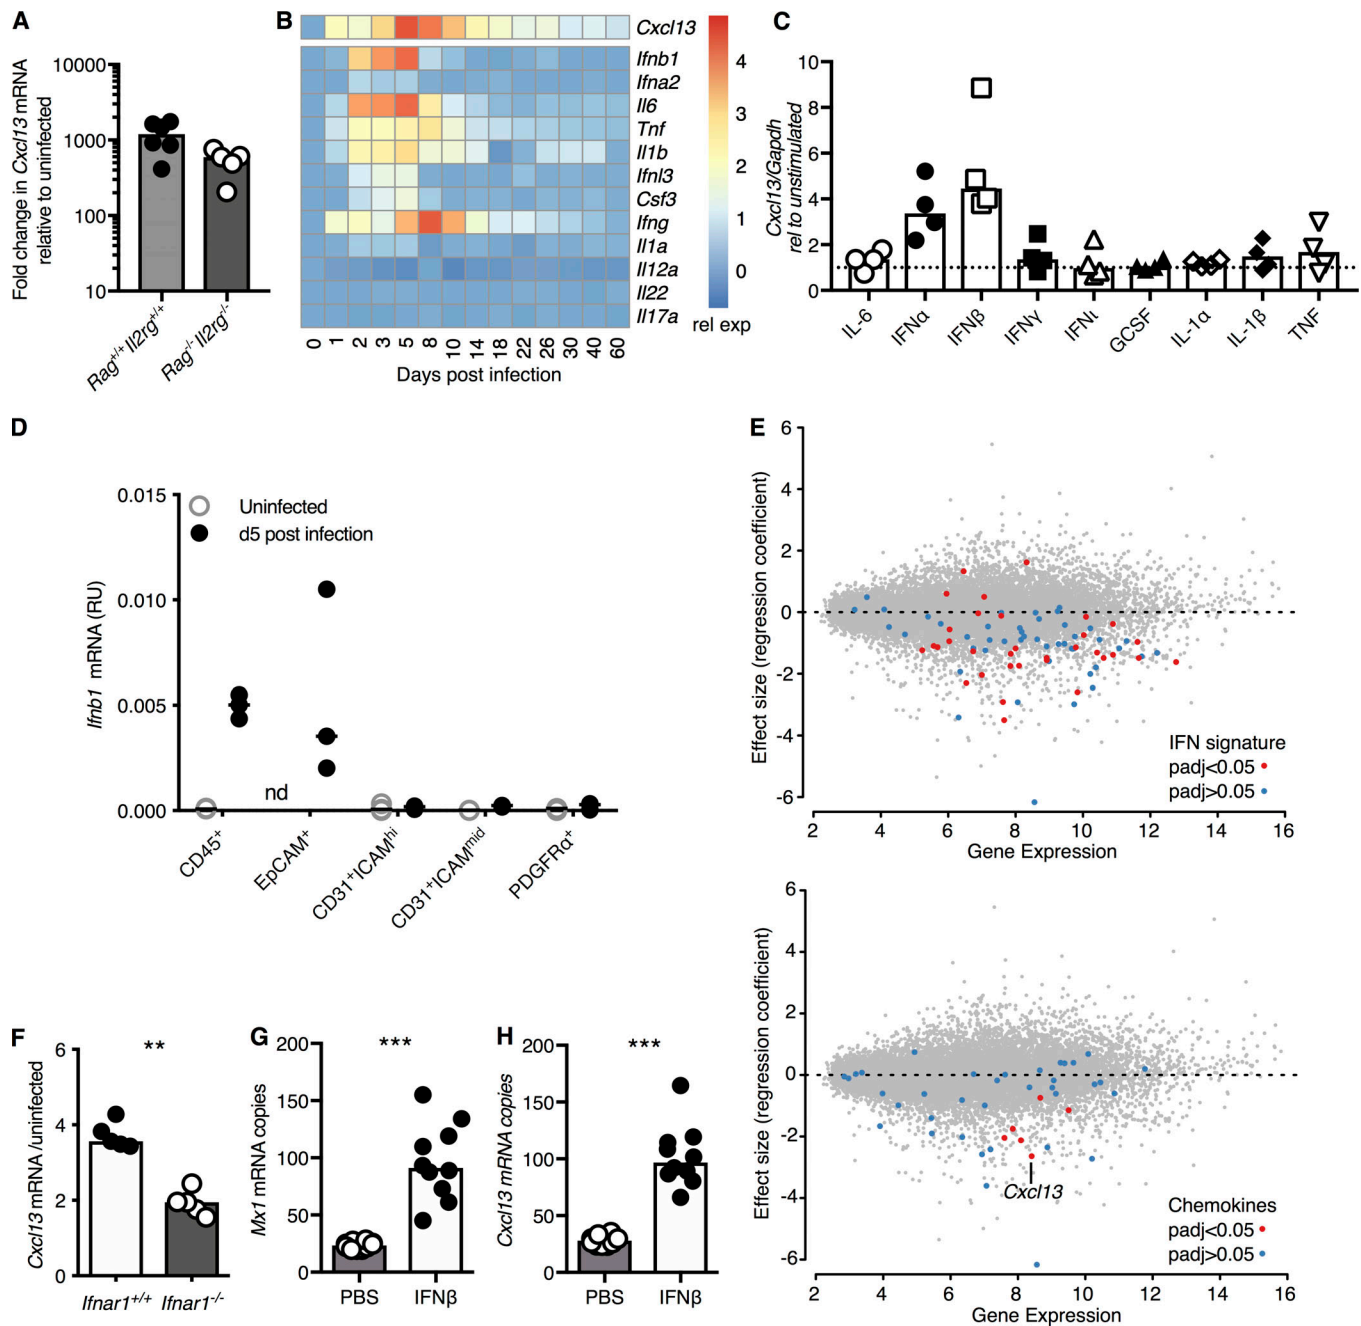 A
Fold change in Cxcl13 mRNA
relative to uninfected
10000
1000
100
10
Rag+/+ Il2rg+/+
Rag-/- Il2rg-/-
B
Cxcl13
Ifnb1
Ifna2
Il6
Tnf
Il1b
Ifnl3
Csf3
Ifng
Il1a
Il12a
Il22
Il17a
0 1 2 3 5 8 10 14 18 22 26 30 40 60
Days post infection
4
3
2
1
0
rel exp
C
Cxcl13/Gapdh
rel to unstimulated
10
8
6
4
2
0
IL-6
IFNα
IFNβ
IFNγ
IFNι
GCSF
IL-1α
IL-1β
TNF
D
Ifnb1 mRNA (RU)
0.015
0.010
0.005
0.000
Uninfected
d5 post infection
nd
CD45+
EpCAM+
CD31+ICAMhi
CD31+ICAMmid
PDGFRα+
E
Effect size (regression coefficient)
6
4
2
0
-2
-4
-6
IFN signature
padj<0.05
padj>0.05
2 4 6 8 10 12 14 16
Gene Expression
Effect size (regression coefficient)
6
4
2
0
-2
-4
-6
Cxcl13
Chemokines
padj<0.05
padj>0.05
2 4 6 8 10 12 14 16
Gene Expression
F
Cxcl13 mRNA /uninfected
6
4
2
0
**
Ifnar1+/+ Ifnar1-/-
G
Mx1 mRNA copies
200
150
100
50
0
***
PBS IFNβ
H
Cxcl13 mRNA copies
200
150
100
50
0
***
PBS IFNβ